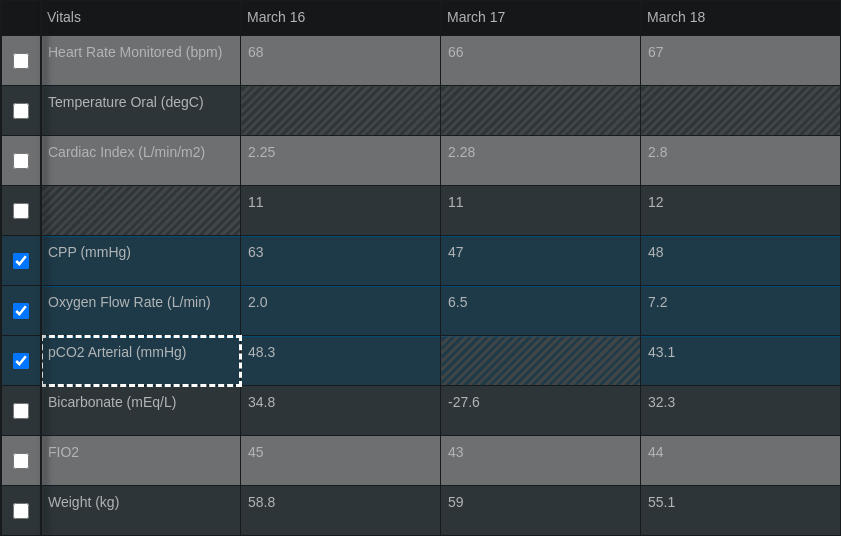 Vitals March 16 March 17 March 18
Heart Rate Monitored (bpm) 68 66 67
Temperature Oral (degC)
Cardiac Index (L/min/m2) 2.25 2.28 2.8
11 11 12
CPP (mmHg) 63 47 48
Oxygen Flow Rate (L/min) 2.0 6.5 7.2
pCO2 Arterial (mmHg) 48.3 43.1
Bicarbonate (mEq/L) 34.8 -27.6 32.3
FIO2 45 43 44
Weight (kg) 58.8 59 55.1